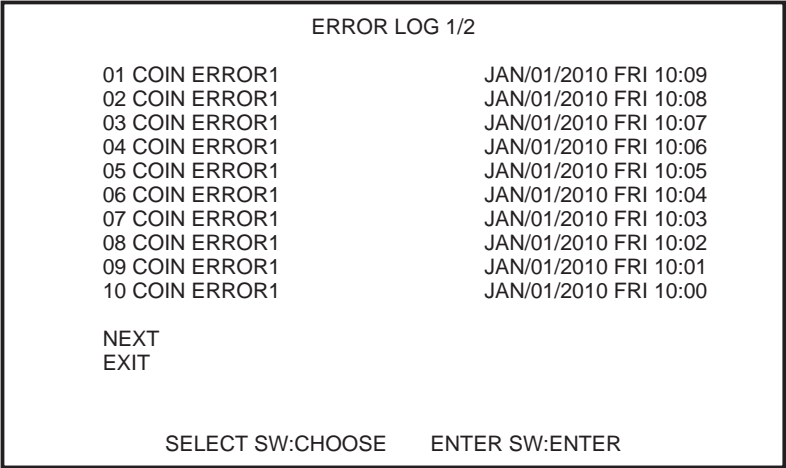 ERROR LOG 1/2
01 COIN ERROR1 JAN/01/2010 FRI 10:09
02 COIN ERROR1 JAN/01/2010 FRI 10:08
03 COIN ERROR1 JAN/01/2010 FRI 10:07
04 COIN ERROR1 JAN/01/2010 FRI 10:06
05 COIN ERROR1 JAN/01/2010 FRI 10:05
06 COIN ERROR1 JAN/01/2010 FRI 10:04
07 COIN ERROR1 JAN/01/2010 FRI 10:03
08 COIN ERROR1 JAN/01/2010 FRI 10:02
09 COIN ERROR1 JAN/01/2010 FRI 10:01
10 COIN ERROR1 JAN/01/2010 FRI 10:00
NEXT
EXIT
SELECT SW:CHOOSE ENTER SW:ENTER